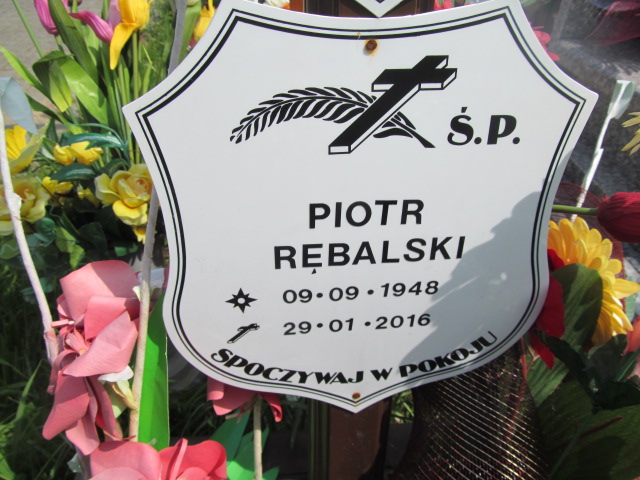 Ś.P.
PIOTR
RĘBALSKI
09•09•1948
29•01•2016
SPOCZYWAJ W POKOJU